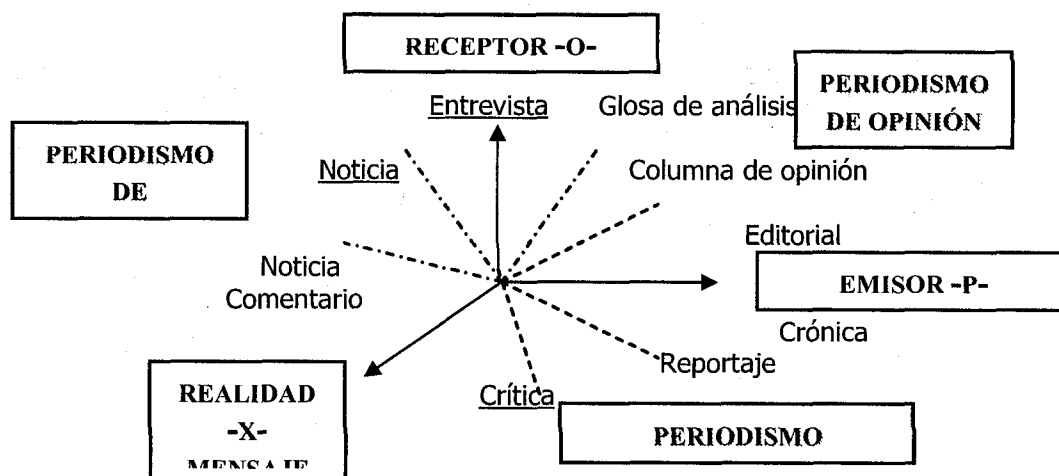 RECEPTOR -O-
Entrevista
Glosa de análisis
PERIODISMO
DE OPINIÓN
PERIODISMO
DE
Noticia
Columna de opinión
Editorial
Noticia
Comentario
EMISOR -P-
Crónica
Reportaje
REALIDAD
-X-
MENSAJE
Crítica
PERIODISMO